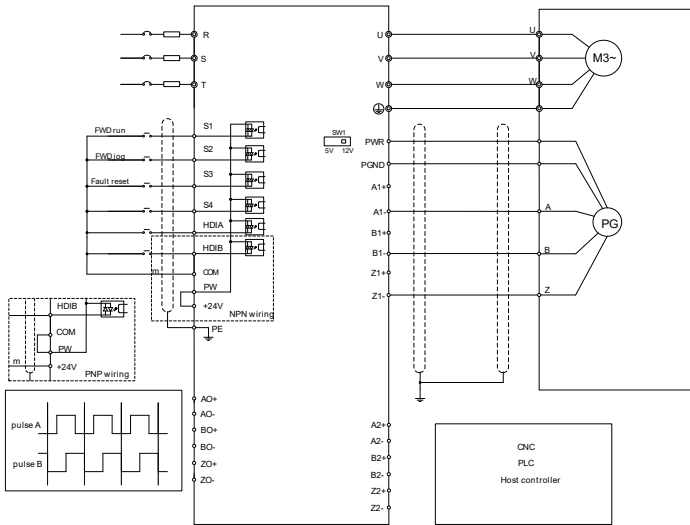 R
S
T
U
V
W
U
V
W
M3~
FWD run
S1
FWD jog
S2
Fault reset
S3
S4
HDIA
HDIB
m
COM
PW
+24V
NPN wiring
PE
SW1
5V 12V
PWR
PGND
A1+
A1-
A
B1+
B1-
B
Z1+
Z1-
Z
PG
HDIB
COM
PW
m
+24V
PNP wiring
pulse A
pulse B
AO+
AO-
BO+
BO-
ZO+
ZO-
A2+
A2-
B2+
B2-
Z2+
Z2-
CNC
PLC
Host controller